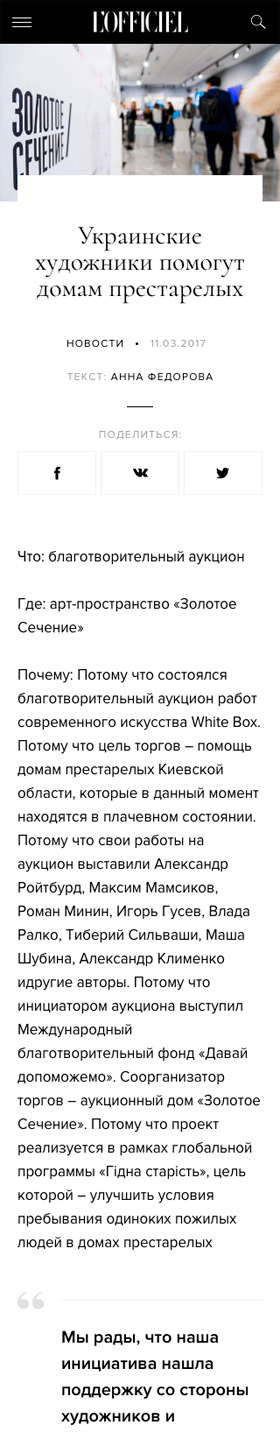 L'OFFICIEL
ЗОЛОТОЕ
СЕЧЕНИЕ/
Украинские
художники помогут
домам престарелых
НОВОСТИ • 11.03.2017
ТЕКСТ: АННА ФЕДОРОВА
ПОДЕЛИТЬСЯ:
Что: благотворительный аукцион
Где: арт-пространство «Золотое
Сечение»
Почему: Потому что состоялся
благотворительный аукцион работ
современного искусства White Box.
Потому что цель торгов – помощь
домам престарелых Киевской
области, которые в данный момент
находятся в плачевном состоянии.
Потому что свои работы на
аукцион выставили Александр
Ройтбурд, Максим Мамсиков,
Роман Минин, Игорь Гусев, Влада
Ралко, Тиберий Сильваши, Маша
Шубина, Александр Клименко
идругие авторы. Потому что
инициатором аукциона выступил
Международный
благотворительный фонд «Давай
допоможемо». Соорганизатор
торгов – аукционный дом «Золотое
Сечение». Потому что проект
реализуется в рамках глобальной
программы «Гідна старість», цель
которой – улучшить условия
пребывания одиноких пожилых
людей в домах престарелых
Мы рады, что наша
инициатива нашла
поддержку со стороны
художников и